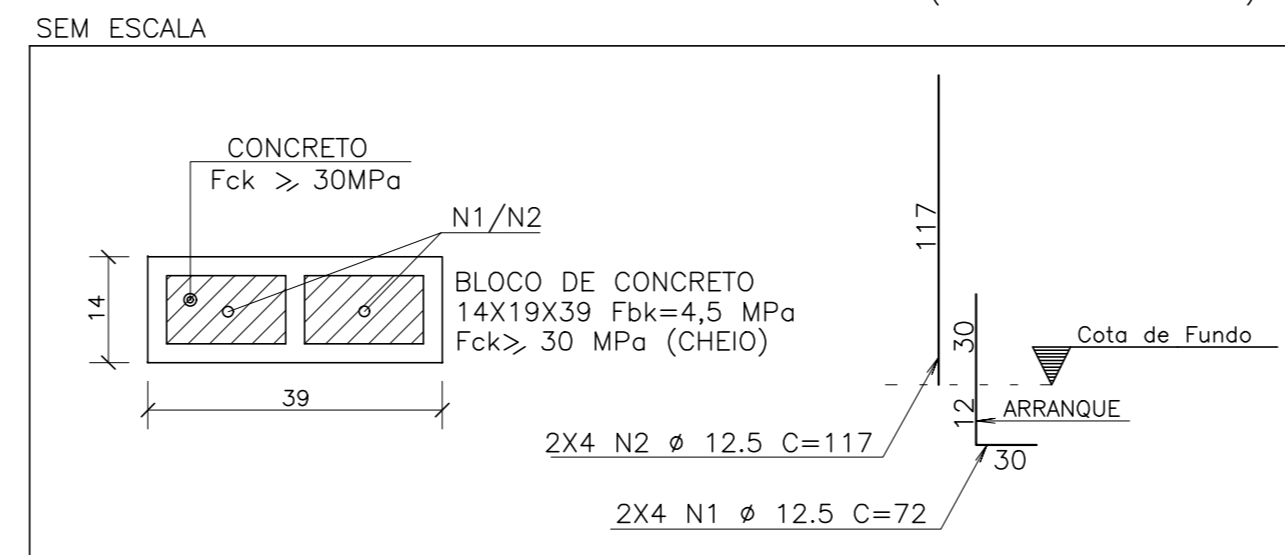 SEM ESCALA
CONCRETO
Fck ⩾ 30MPa
N1/N2
BLOCO DE CONCRETO
14X19X39 Fbk=4,5 MPa
Fck⩾ 30 MPa (CHEIO)
14
39
117
30
Cota de Fundo
12
ARRANQUE
30
2X4 N2 ø 12.5 C=117
2X4 N1 ø 12.5 C=72